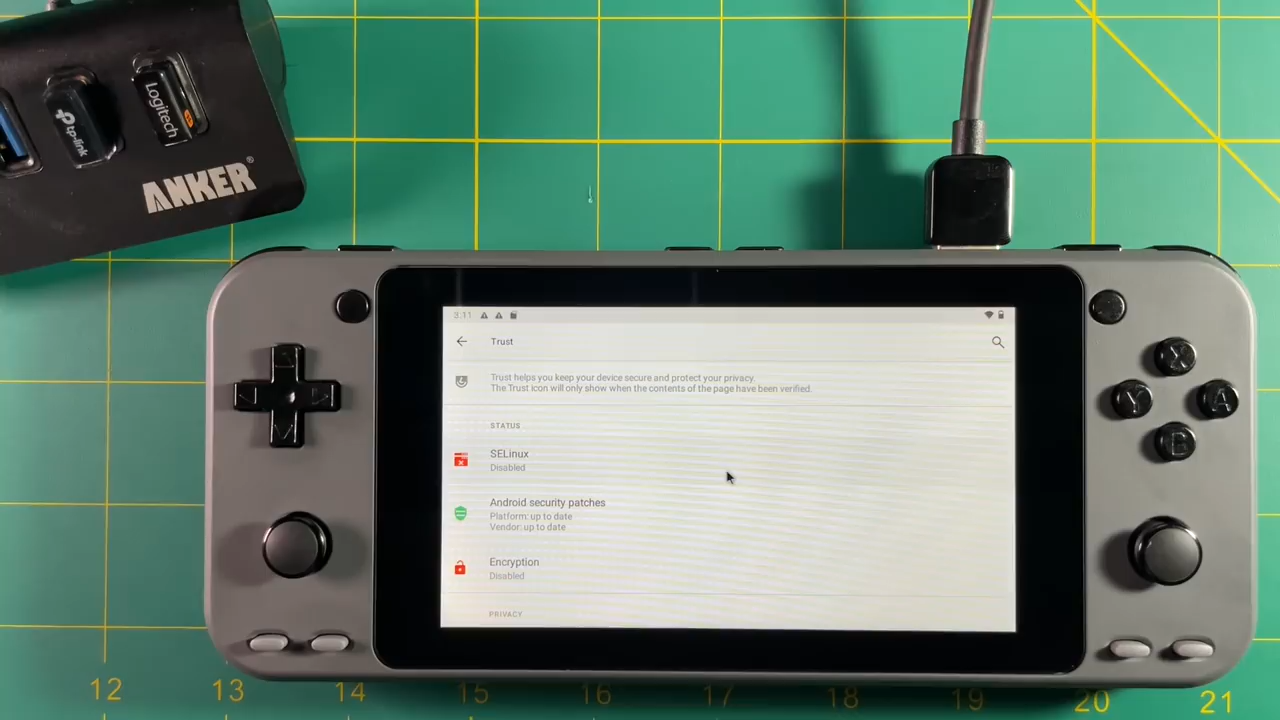 Logitech
tp-link
ANKER®
3:11
Trust
Trust helps you keep your device secure and protect your privacy.
The Trust icon will only show when the contents of the page have been verified.
STATUS
SELinux
Disabled
Android security patches
Platform: up to date
Vendor: up to date
Encryption
Disabled
PRIVACY
X
Y
A
B
12 13 14 15 16 17 18 19 20 21